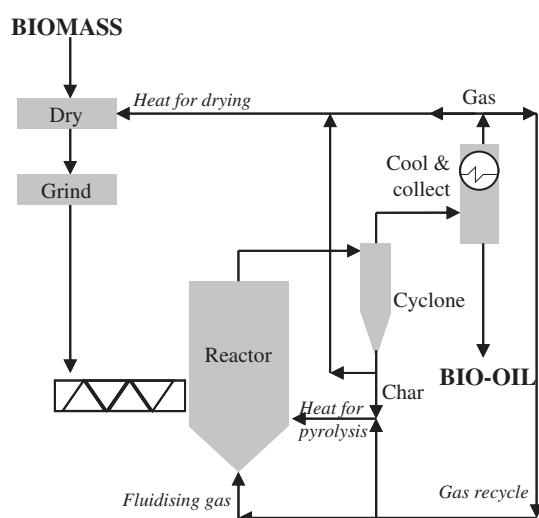 BIOMASS
Heat for drying
Gas
Dry
Cool &
collect
Grind
Cyclone
Reactor
BIO-OIL
Char
Heat for
pyrolysis
Gas recycle
Fluidising gas